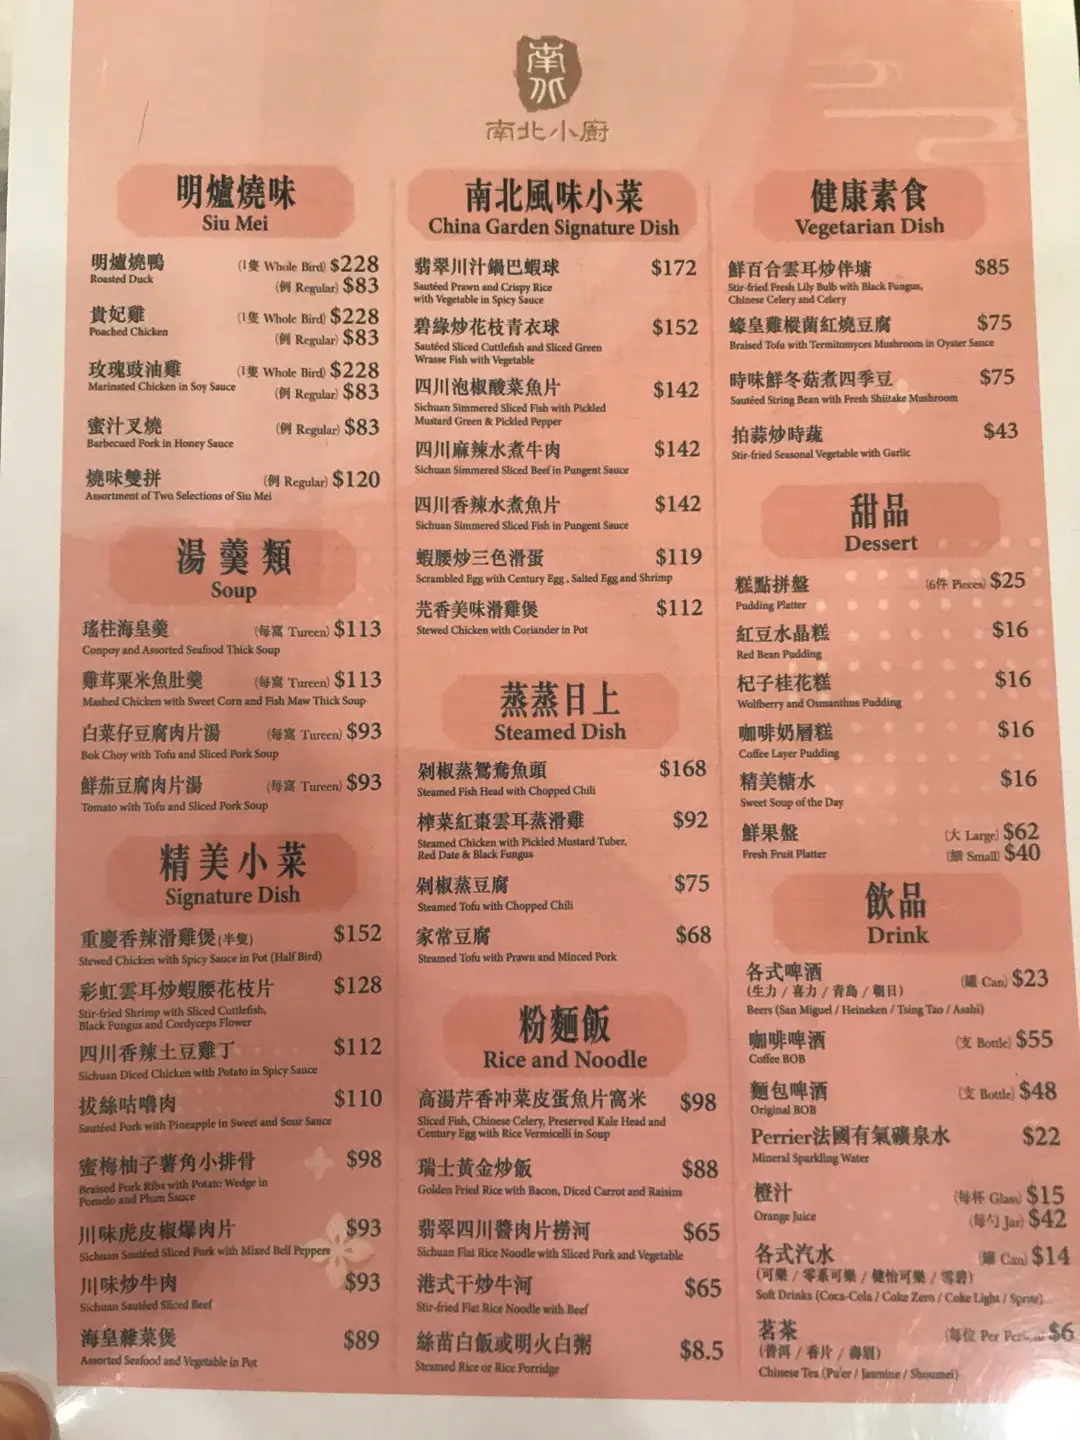 南北
南北小廚
明爐燒味
Siu Mei
明爐燒鴨 (1隻 Whole Bird) $228
Roasted Duck (例 Regular) $83
貴妃雞 (1隻 Whole Bird) $228
Poached Chicken (例 Regular) $83
玫瑰豉油雞 (1隻 Whole Bird) $228
Marinated Chicken in Soy Sauce (例 Regular) $83
蜜汁叉燒 (例 Regular) $83
Barbecued Pork in Honey Sauce
燒味雙拼 (例 Regular) $120
Assortment of Two Selections of Siu Mei
湯羹類
Soup
瑤柱海皇羹 (每窩 Tureen) $113
Conpoy and Assorted Seafood Thick Soup
雞茸粟米魚肚羹 (每窩 Tureen) $113
Mashed Chicken with Sweet Corn and Fish Maw Thick Soup
白菜仔豆腐肉片湯 (每窩 Tureen) $93
Bok Choy with Tofu and Sliced Pork Soup
鮮茄豆腐肉片湯 (每窩 Tureen) $93
Tomato with Tofu and Sliced Pork Soup
精美小菜
Signature Dish
重慶香辣滑雞煲(半隻) $152
Stewed Chicken with Spicy Sauce in Pot (Half Bird)
彩虹雲耳炒蝦腰花枝片 $128
Stir-fried Shrimp with Sliced Cuttlefish,
Black Fungus and Cordyceps Flower
四川香辣土豆雞丁 $112
Sichuan Diced Chicken with Potato in Spicy Sauce
拔絲咕嚕肉 $110
Sautéed Pork with Pineapple in Sweet and Sour Sauce
蜜梅柚子薯角小排骨 $98
Braised Pork Ribs with Potato Wedge in
Pomelo and Plum Sauce
川味虎皮椒爆肉片 $93
Sichuan Sautéed Sliced Pork with Mixed Bell Peppers
川味炒牛肉 $93
Sichuan Sautéed Sliced Beef
海皇雜菜煲 $89
Assorted Seafood and Vegetable in Pot
南北風味小菜
China Garden Signature Dish
翡翠川汁鍋巴蝦球 $172
Sautéed Prawn and Crispy Rice
with Vegetable in Spicy Sauce
碧綠炒花枝青衣球 $152
Sautéed Sliced Cuttlefish and Sliced Green
Wrasse Fish with Vegetable
四川泡椒酸菜魚片 $142
Sichuan Simmered Sliced Fish with Pickled
Mustard Green & Pickled Pepper
四川麻辣水煮牛肉 $142
Sichuan Simmered Sliced Beef in Pungent Sauce
四川香辣水煮魚片 $142
Sichuan Simmered Sliced Fish in Pungent Sauce
蝦腰炒三色滑蛋 $119
Scrambled Egg with Century Egg , Salted Egg and Shrimp
芫香美味滑雞煲 $112
Stewed Chicken with Coriander in Pot
蒸蒸日上
Steamed Dish
剁椒蒸鴛鴦魚頭 $168
Steamed Fish Head with Chopped Chili
榨菜紅棗雲耳蒸滑雞 $92
Steamed Chicken with Pickled Mustard Tuber,
Red Date & Black Fungus
剁椒蒸豆腐 $75
Steamed Tofu with Chopped Chili
家常豆腐 $68
Steamed Tofu with Prawn and Minced Pork
粉麵飯
Rice and Noodle
高湯芹香冲菜皮蛋魚片窩米 $98
Sliced Fish, Chinese Celery, Preserved Kale Head and
Century Egg with Rice Vermicelli in Soup
瑞士黃金炒飯 $88
Golden Fried Rice with Bacon, Diced Carrot and Raisins
翡翠四川醬肉片撈河 $65
Sichuan Flat Rice Noodle with Sliced Pork and Vegetable
港式干炒牛河 $65
Stir-fried Flat Rice Noodle with Beef
絲苗白飯或明火白粥 $8.5
Steamed Rice or Rice Porridge
健康素食
Vegetarian Dish
鮮百合雲耳炒伴塘 $85
Stir-fried Fresh Lily Bulb with Black Fungus,
Chinese Celery and Celery
蠔皇雞樅菌紅燒豆腐 $75
Braised Tofu with Termitomyces Mushroom in Oyster Sauce
時味鮮冬菇煮四季豆 $75
Sautéed String Bean with Fresh Shiitake Mushroom
拍蒜炒時蔬 $43
Stir-fried Seasonal Vegetable with Garlic
甜品
Dessert
糕點拼盤 (6件 Pieces) $25
Pudding Platter
紅豆水晶糕 $16
Red Bean Pudding
杞子桂花糕 $16
Wolfberry and Osmanthus Pudding
咖啡奶層糕 $16
Coffee Layer Pudding
精美糖水 $16
Sweet Soup of the Day
鮮果盤 (大 Large) $62
Fresh Fruit Platter (細 Small) $40
飲品
Drink
各式啤酒 (罐 Can) $23
(生力 / 喜力 / 青島 / 朝日)
Beers (San Miguel / Heineken / Tsing Tao / Asahi)
咖啡啤酒 (支 Bottle) $55
Coffee BOB
麵包啤酒 (支 Bottle) $48
Original BOB
Perrier法國有氣礦泉水 $22
Mineral Sparkling Water
橙汁 (每杯 Glass) $15
Orange Juice (每勺 Jar) $42
各式汽水 (罐 Can) $14
(可樂 / 零系可樂 / 健怡可樂 / 雪碧)
Soft Drinks (Coca-Cola / Coke Zero / Coke Light / Sprite)
茗茶 (每位 Per Person) $6
(普洱 / 香片 / 壽眉)
Chinese Tea (Pu'er / Jasmine / Shoumei)